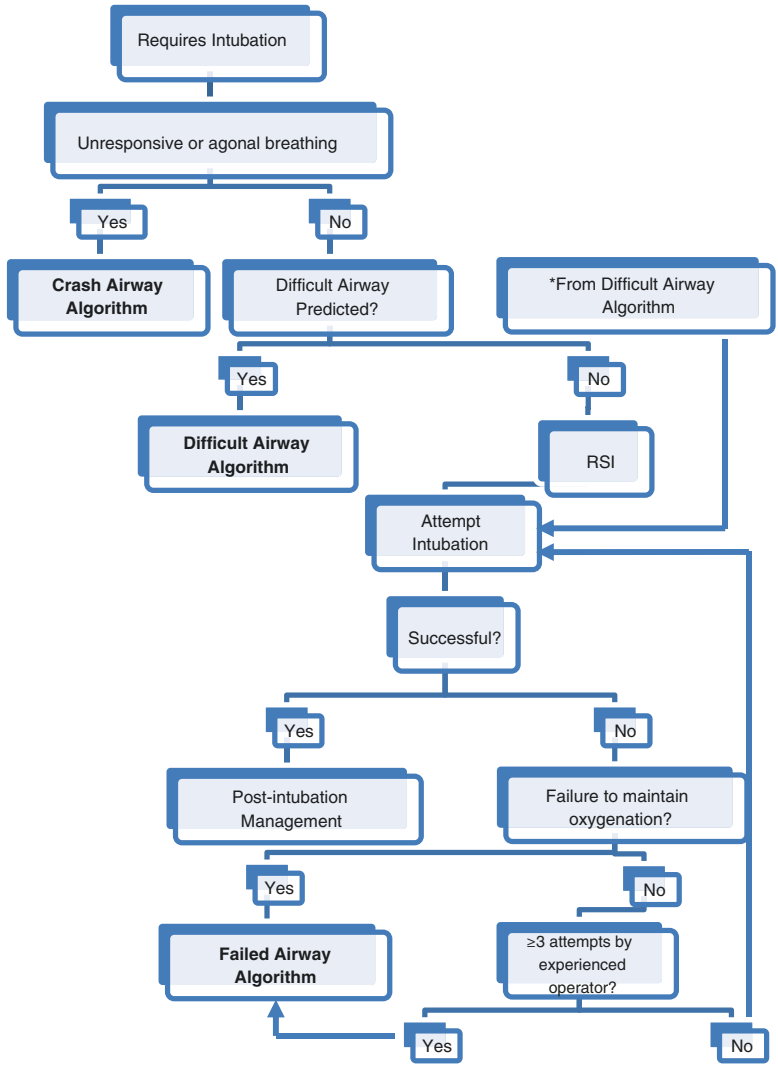 Requires Intubation
Unresponsive or agonal breathing
Yes
No
Crash Airway
Algorithm
Difficult Airway
Predicted?
*From Difficult Airway
Algorithm
Yes
No
Difficult Airway
Algorithm
RSI
Attempt
Intubation
Successful?
Yes
No
Post-intubation
Management
Failure to maintain
oxygenation?
Yes
No
Failed Airway
Algorithm
≥3 attempts by
experienced
operator?
Yes
No